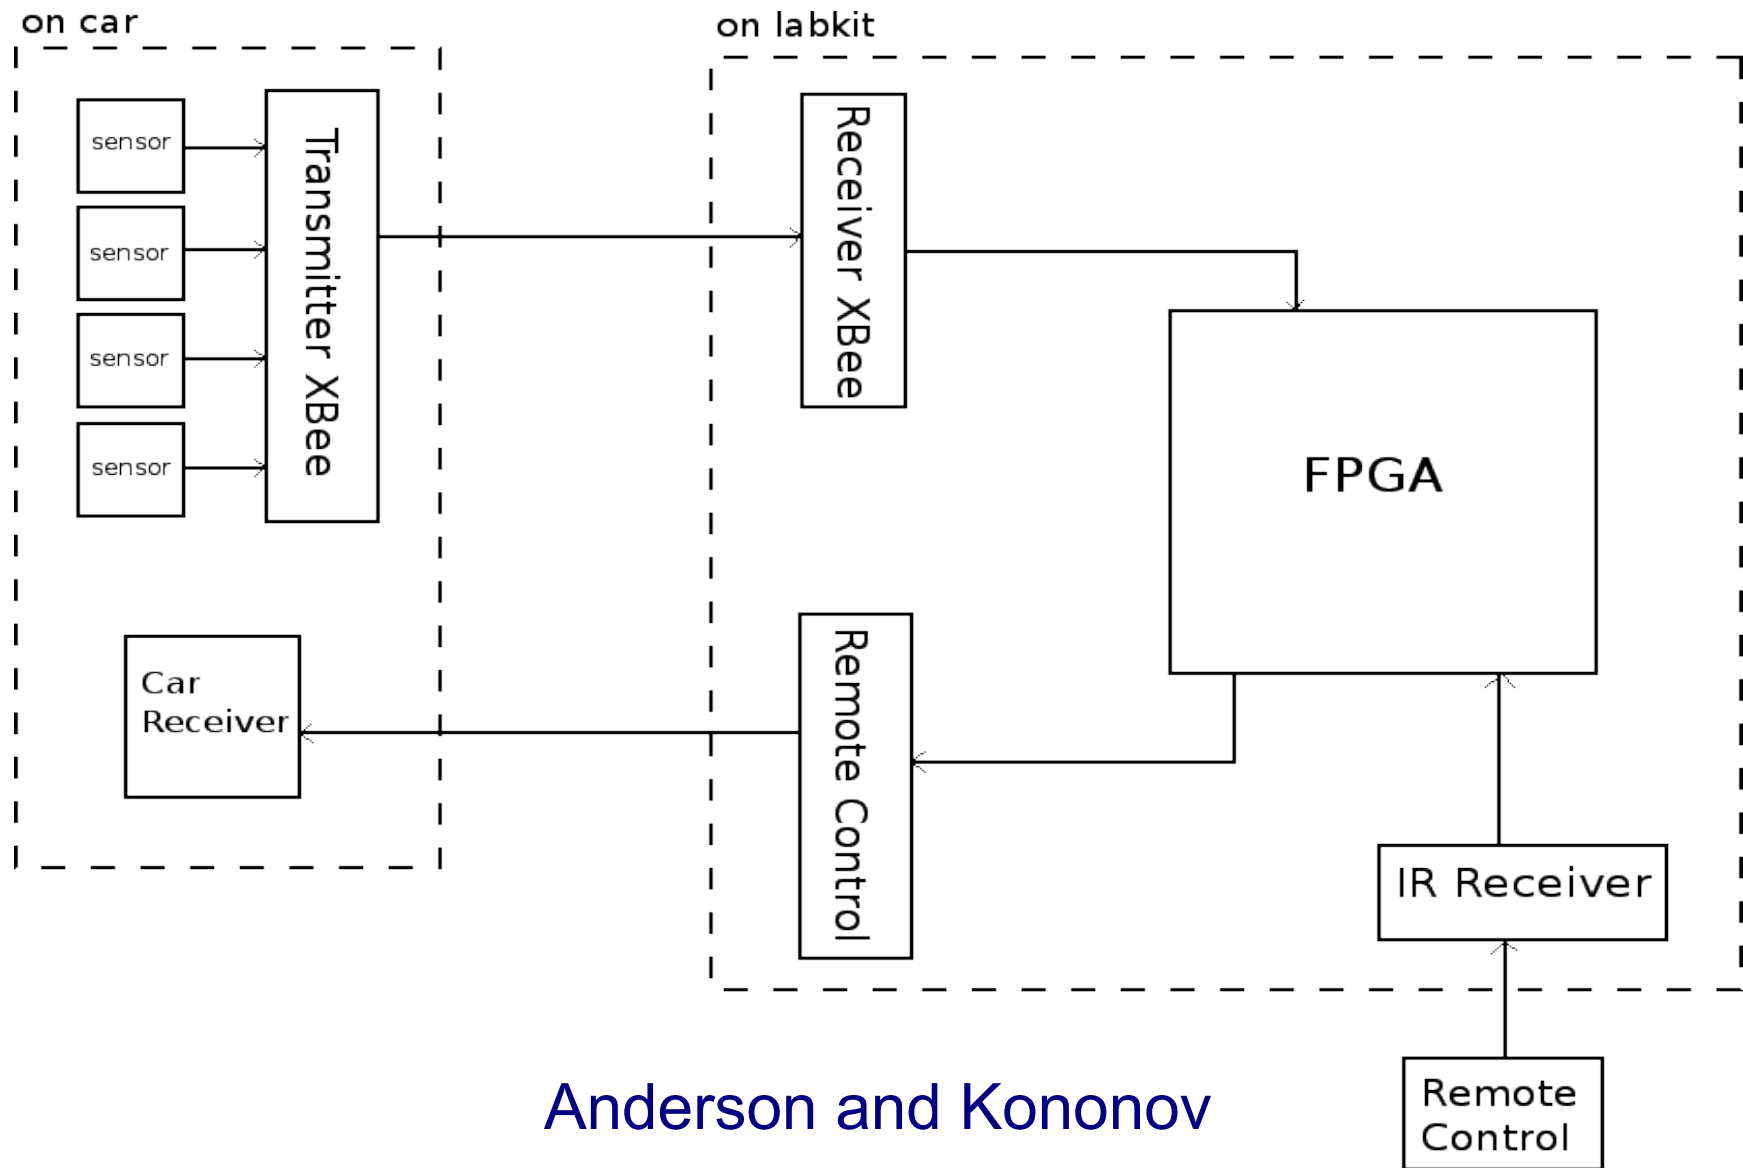 on car
sensor
sensor
sensor
sensor
Transmitter XBee
Car
Receiver
on labkit
Receiver XBee
FPGA
Remote Control
IR Receiver
Remote
Control
Anderson and Kononov